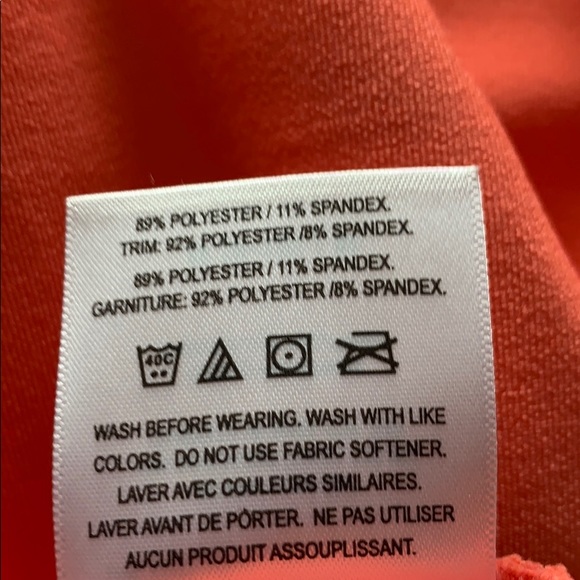 89% POLYESTER / 11% SPANDEX.
TRIM: 92% POLYESTER /8% SPANDEX.
89% POLYESTER / 11% SPANDEX.
GARNITURE: 92% POLYESTER /8% SPANDEX.
40C
WASH BEFORE WEARING. WASH WITH LIKE
COLORS. DO NOT USE FABRIC SOFTENER.
LAVER AVEC COULEURS SIMILAIRES.
LAVER AVANT DE PORTER. NE PAS UTILISER
AUCUN PRODUIT ASSOUPLISSANT.